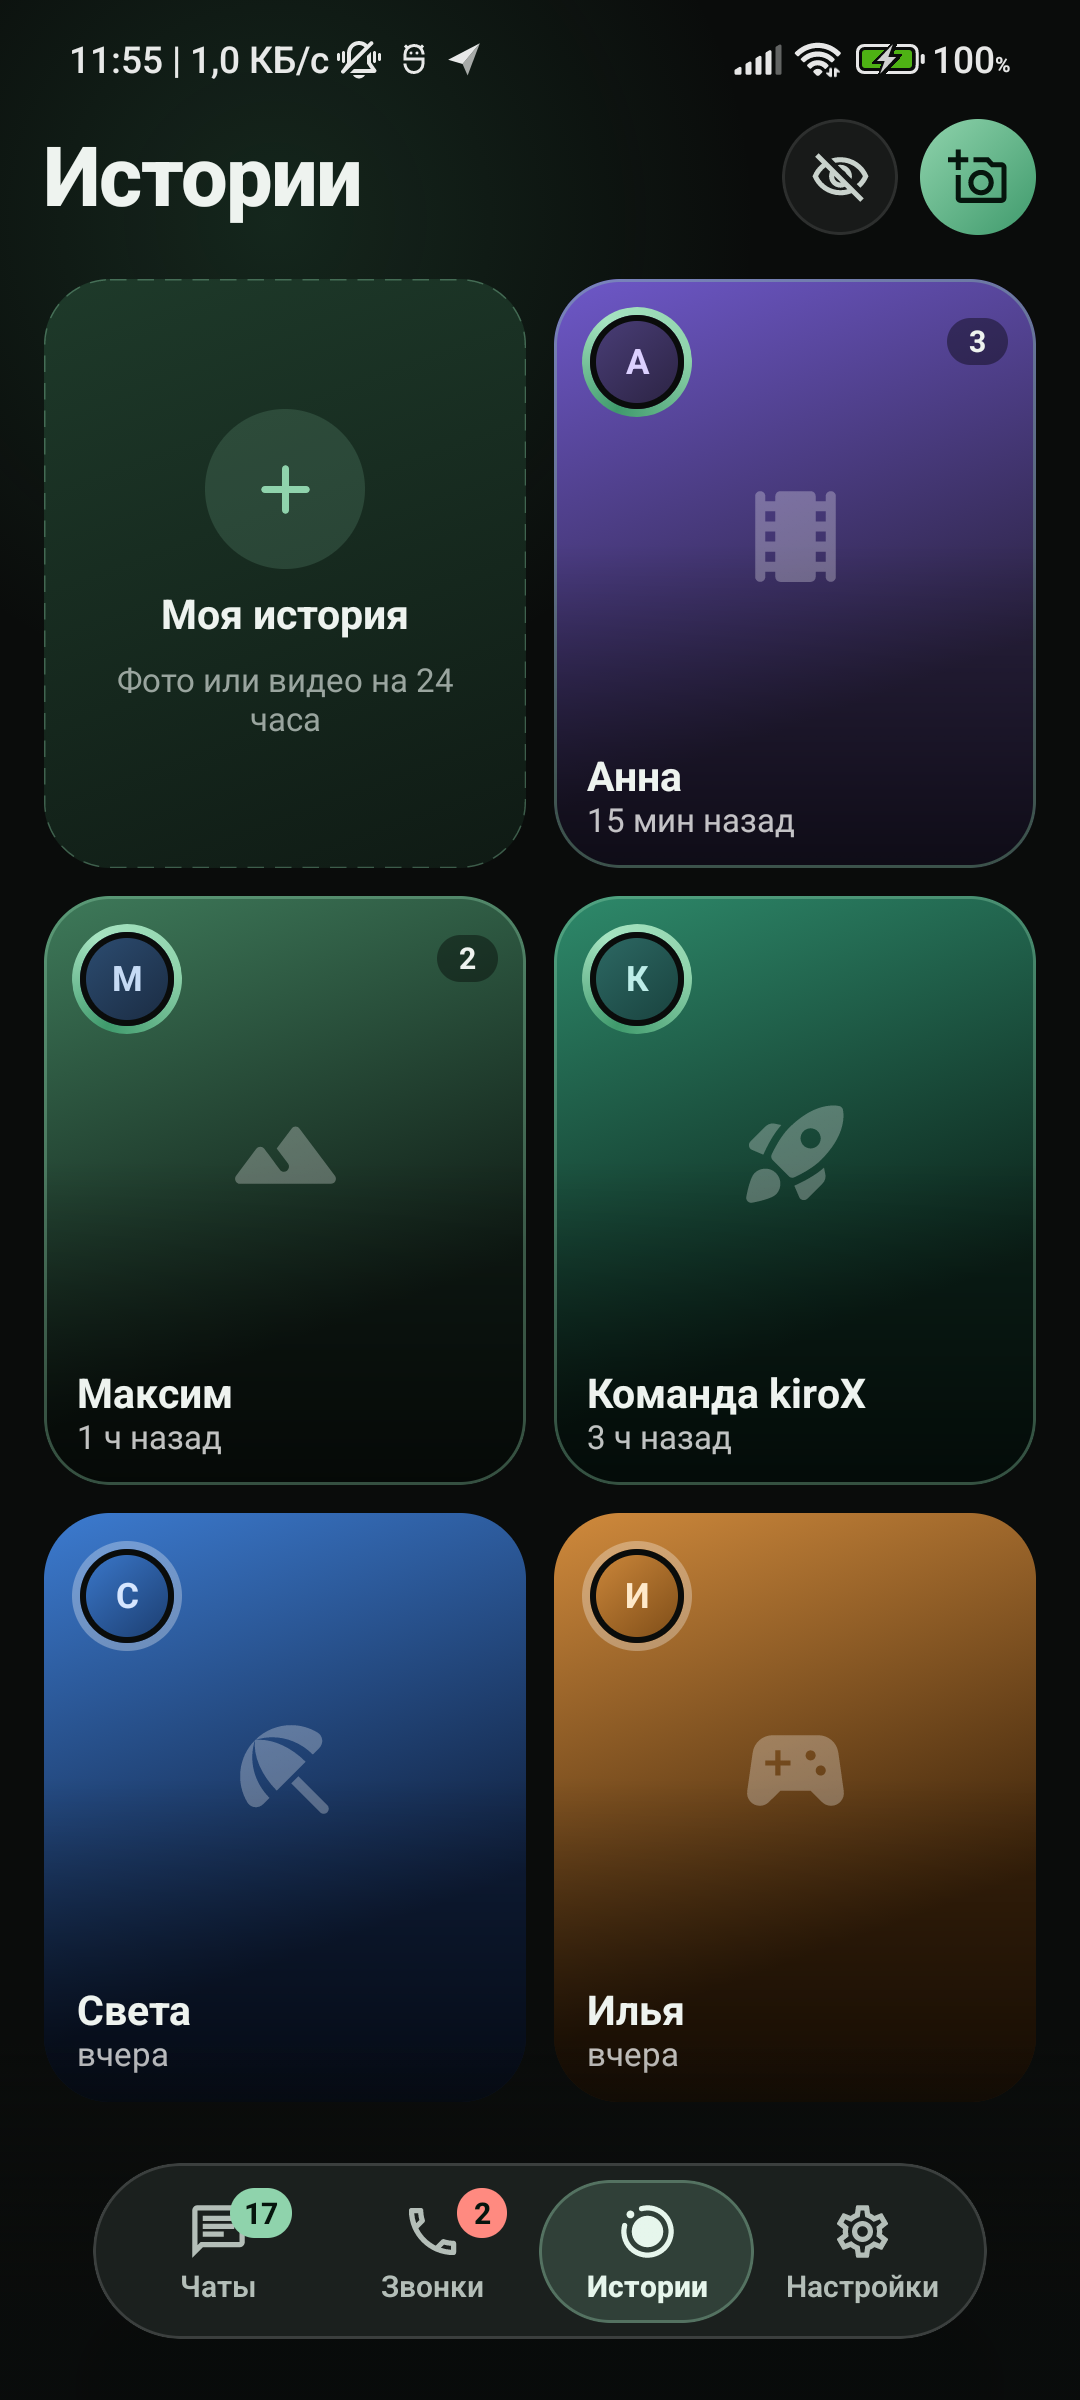 11:55 | 1,0 КБ/с
100%
Истории
Моя история
Фото или видео на 24
часа
А
3
Анна
15 мин назад
М
2
Максим
1 ч назад
К
Команда kiroX
3 ч назад
С
Света
вчера
И
Илья
вчера
17
Чаты
2
Звонки
Истории
Настройки